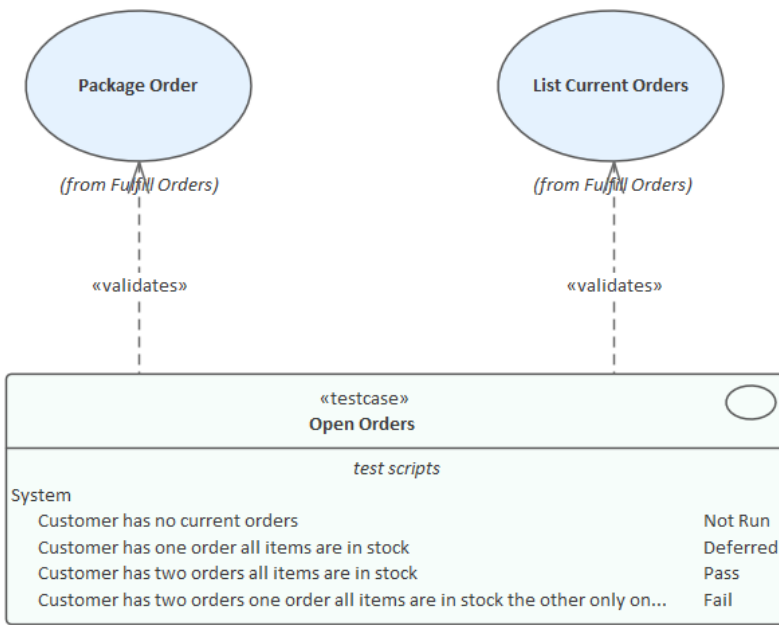 Package Order
List Current Orders
(from Fulfill Orders)
(from Fulfill Orders)
«validates»
«validates»
«testcase»
Open Orders
test scripts
System
Customer has no current orders Not Run
Customer has one order all items are in stock Deferred
Customer has two orders all items are in stock Pass
Customer has two orders one order all items are in stock the other only on... Fail